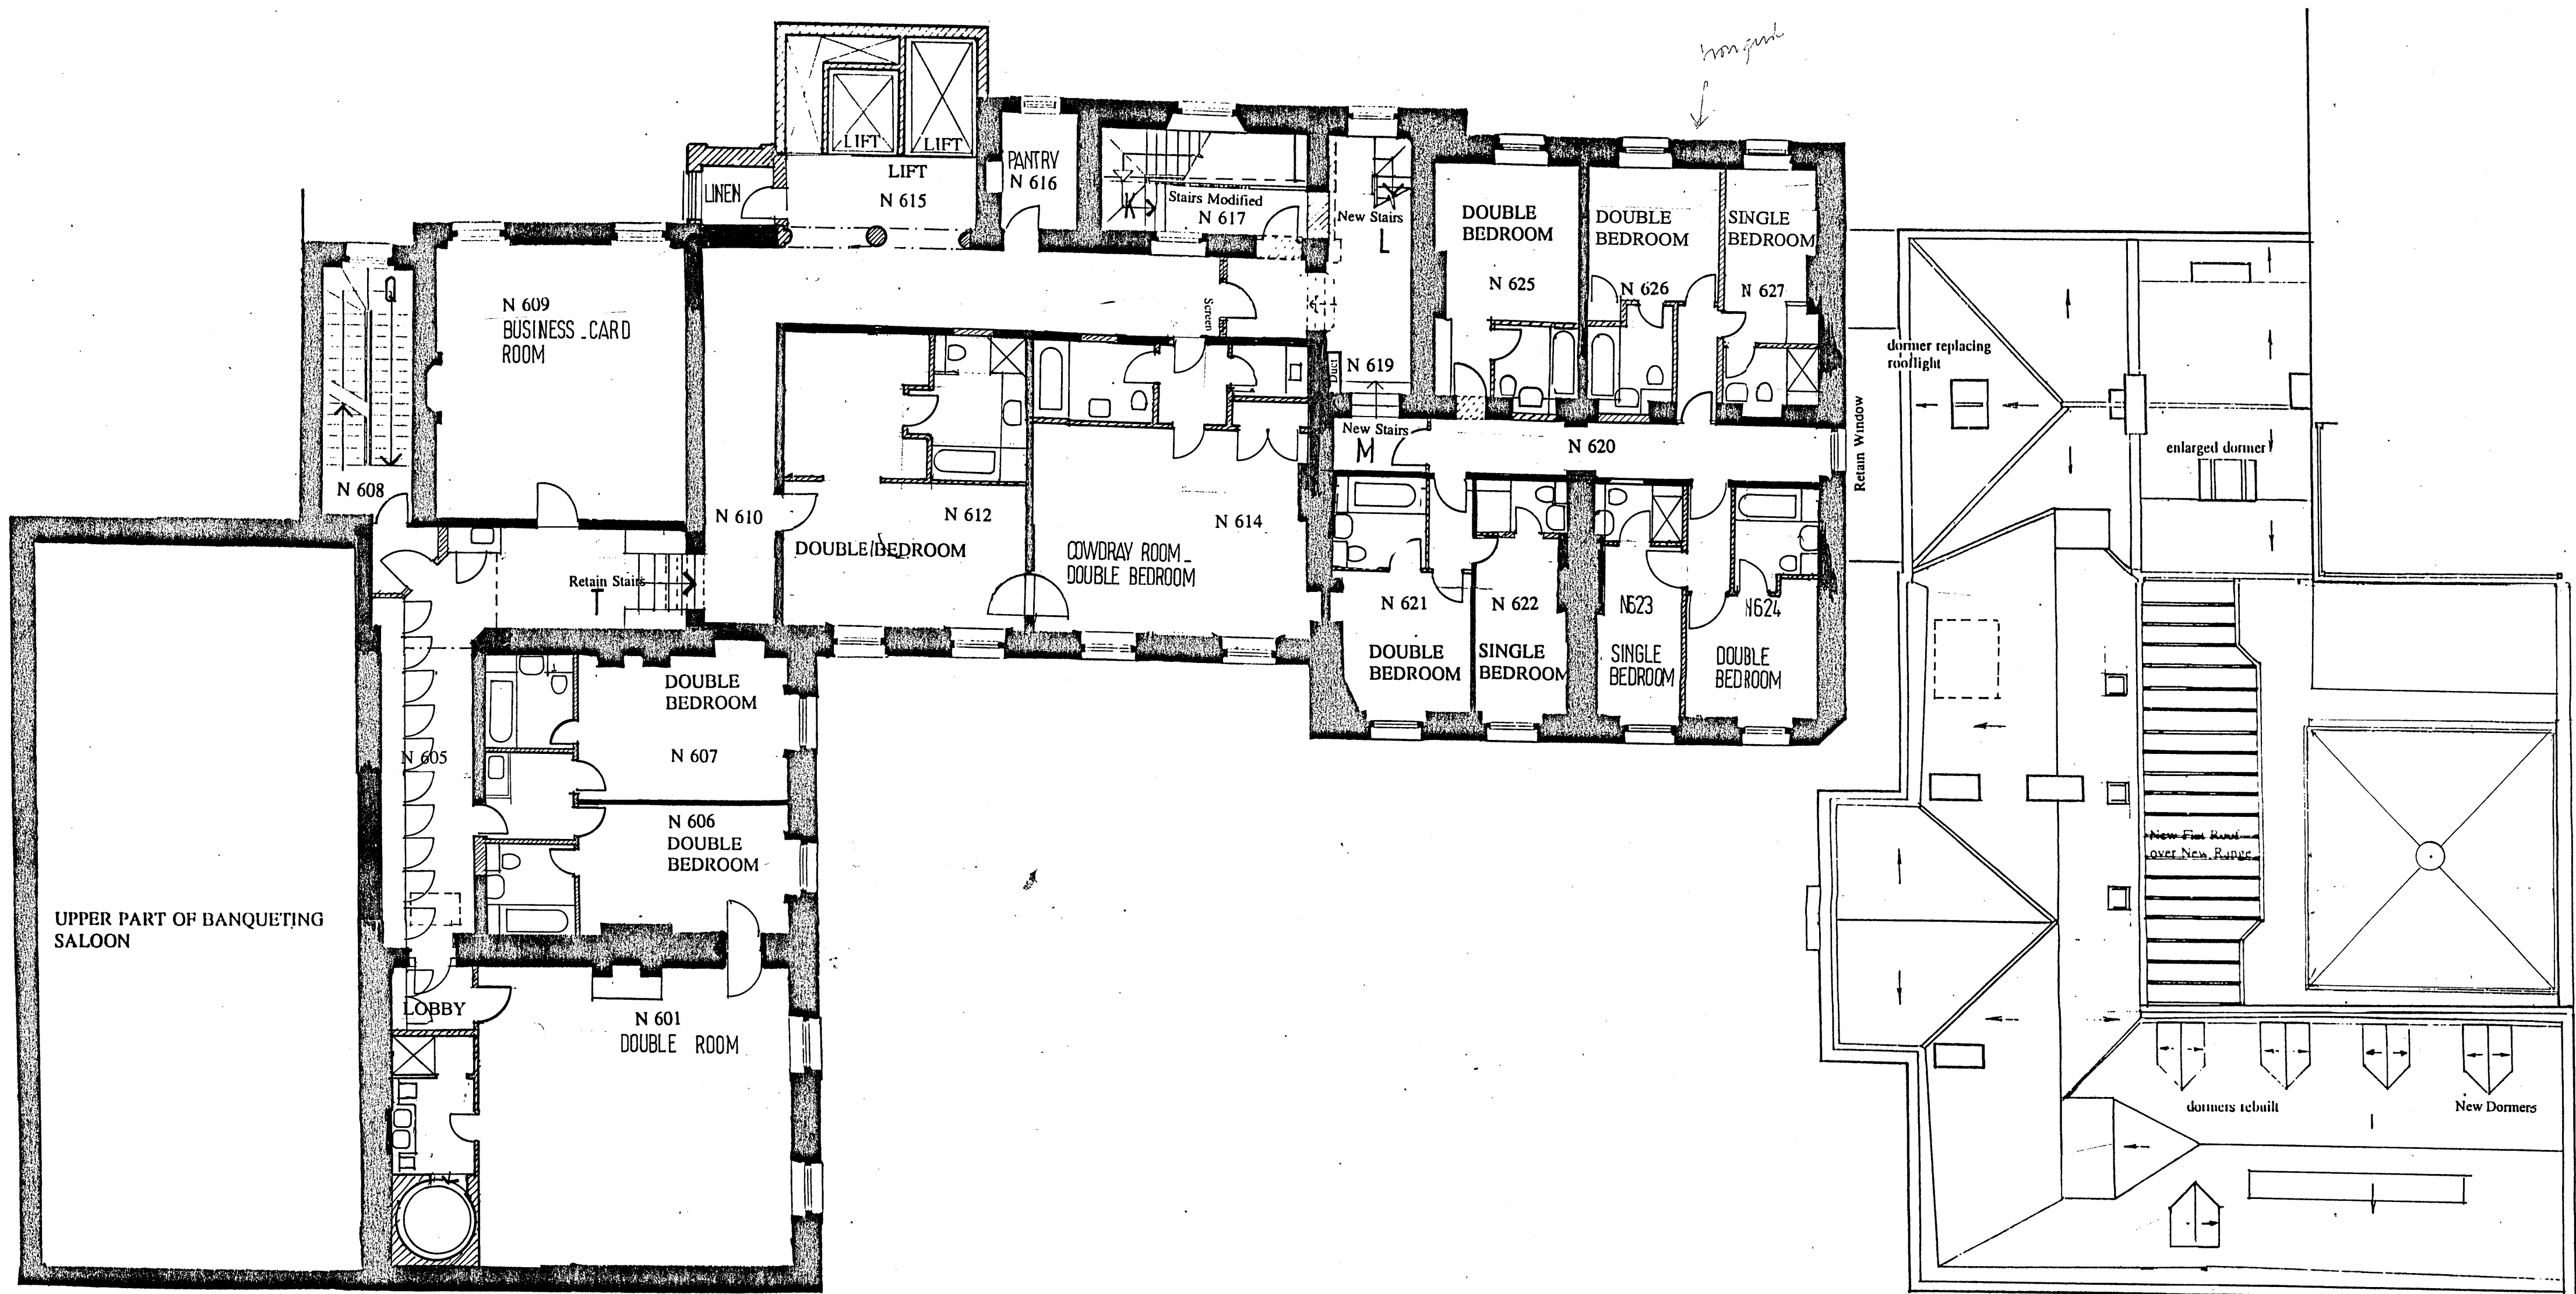 LIFT
LIFT
LIFT
N 615
LINEN
PANTRY
N 616
Stairs Modified
N 617
K
New Stairs
L
DOUBLE
BEDROOM
N 625
DOUBLE
BEDROOM
N 626
SINGLE
BEDROOM
N 627
N 609
BUSINESS _ CARD
ROOM
Screen
Duct
N 619
dormer replacing
rooflight
Retain Window
enlarged dormer
New Stairs
M
N 620
N 608
N 610
N 612
DOUBLE BEDROOM
N 614
COWDRAY ROOM _
DOUBLE BEDROOM
Retain Stairs
T
N 621
DOUBLE
BEDROOM
N 622
SINGLE
BEDROOM
N623
SINGLE
BEDROOM
N624
DOUBLE
BEDROOM
DOUBLE
BEDROOM
N 607
N 605
N 606
DOUBLE
BEDROOM
New Flat Roof
over New Range
UPPER PART OF BANQUETING
SALOON
LOBBY
N 601
DOUBLE ROOM
dormers rebuilt
New Dormers